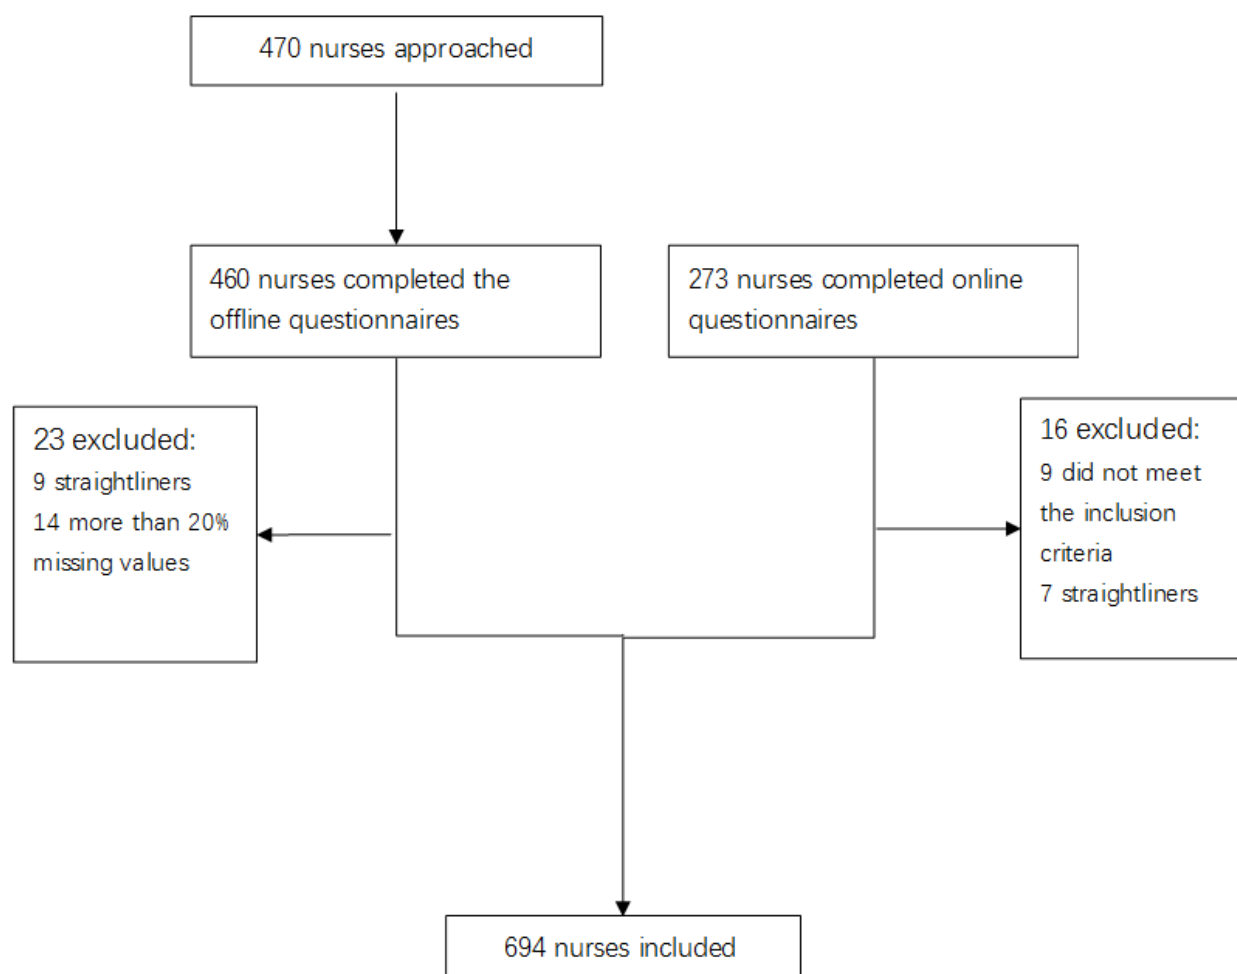 470 nurses approached
460 nurses completed the
offline questionnaires
273 nurses completed online
questionnaires
23 excluded:
9 straightliners
14 more than 20%
missing values
16 excluded:
9 did not meet
the inclusion
criteria
7 straightliners
694 nurses included